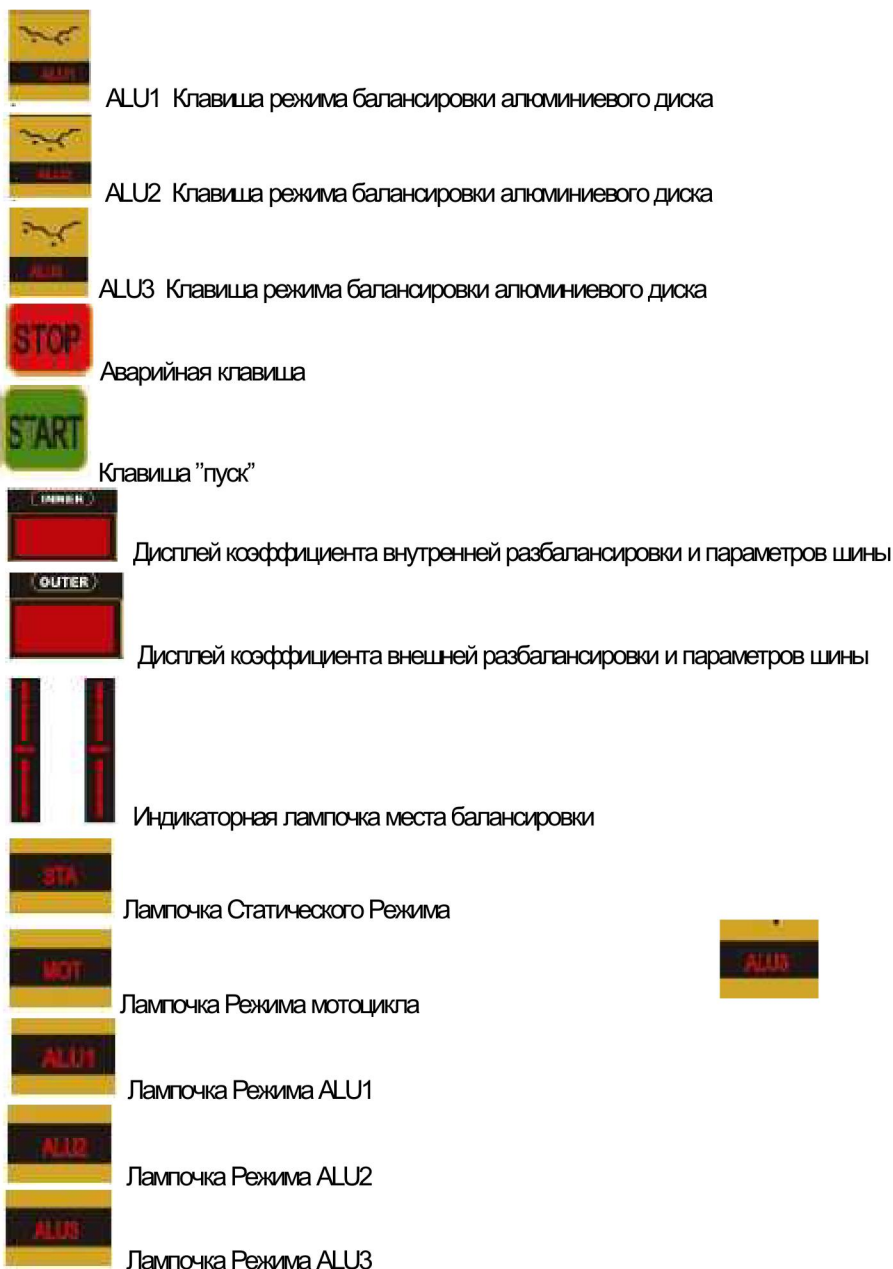 ALU1
ALU1 Клавиша режима балансировки алюминиевого диска
ALU2
ALU2 Клавиша режима балансировки алюминиевого диска
ALU3
ALU3 Клавиша режима балансировки алюминиевого диска
STOP
Аварийная клавиша
START
Клавиша ”пуск”
INNER
Дисплей коэффициента внутренней разбалансировки и параметров шины
OUTER
Дисплей коэффициента внешней разбалансировки и параметров шины
Индикаторная лампочка места балансировки
STA
Лампочка Статического Режима
ALU3
MOT
Лампочка Режима мотоцикла
ALU1
Лампочка Режима ALU1
ALU2
Лампочка Режима ALU2
ALU3
Лампочка Режима ALU3